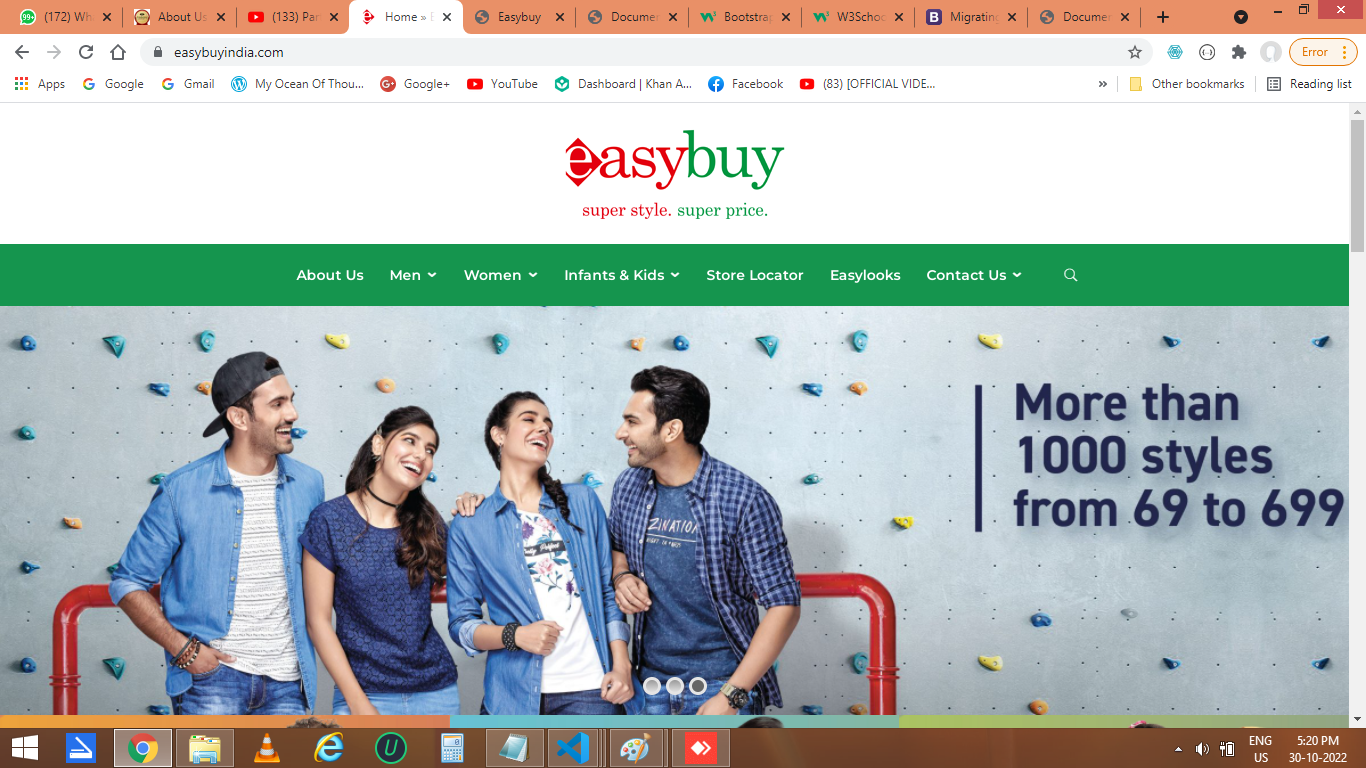 (172) Wh
About Us
(133) Par
Home » E
Easybuy
Documen
Bootstrap
W3Schoo
Migrating
Documen
easybuyindia.com
Error
Apps
Google
Gmail
My Ocean Of Thou...
Google+
YouTube
Dashboard | Khan A...
Facebook
(83) [OFFICIAL VIDE...
»
Other bookmarks
Reading list
easybuy
super style. super price.
About Us
Men
Women
Infants & Kids
Store Locator
Easylooks
Contact Us
More than
1000 styles
from 69 to 699
ZINATION
ENG
US
5:20 PM
30-10-2022